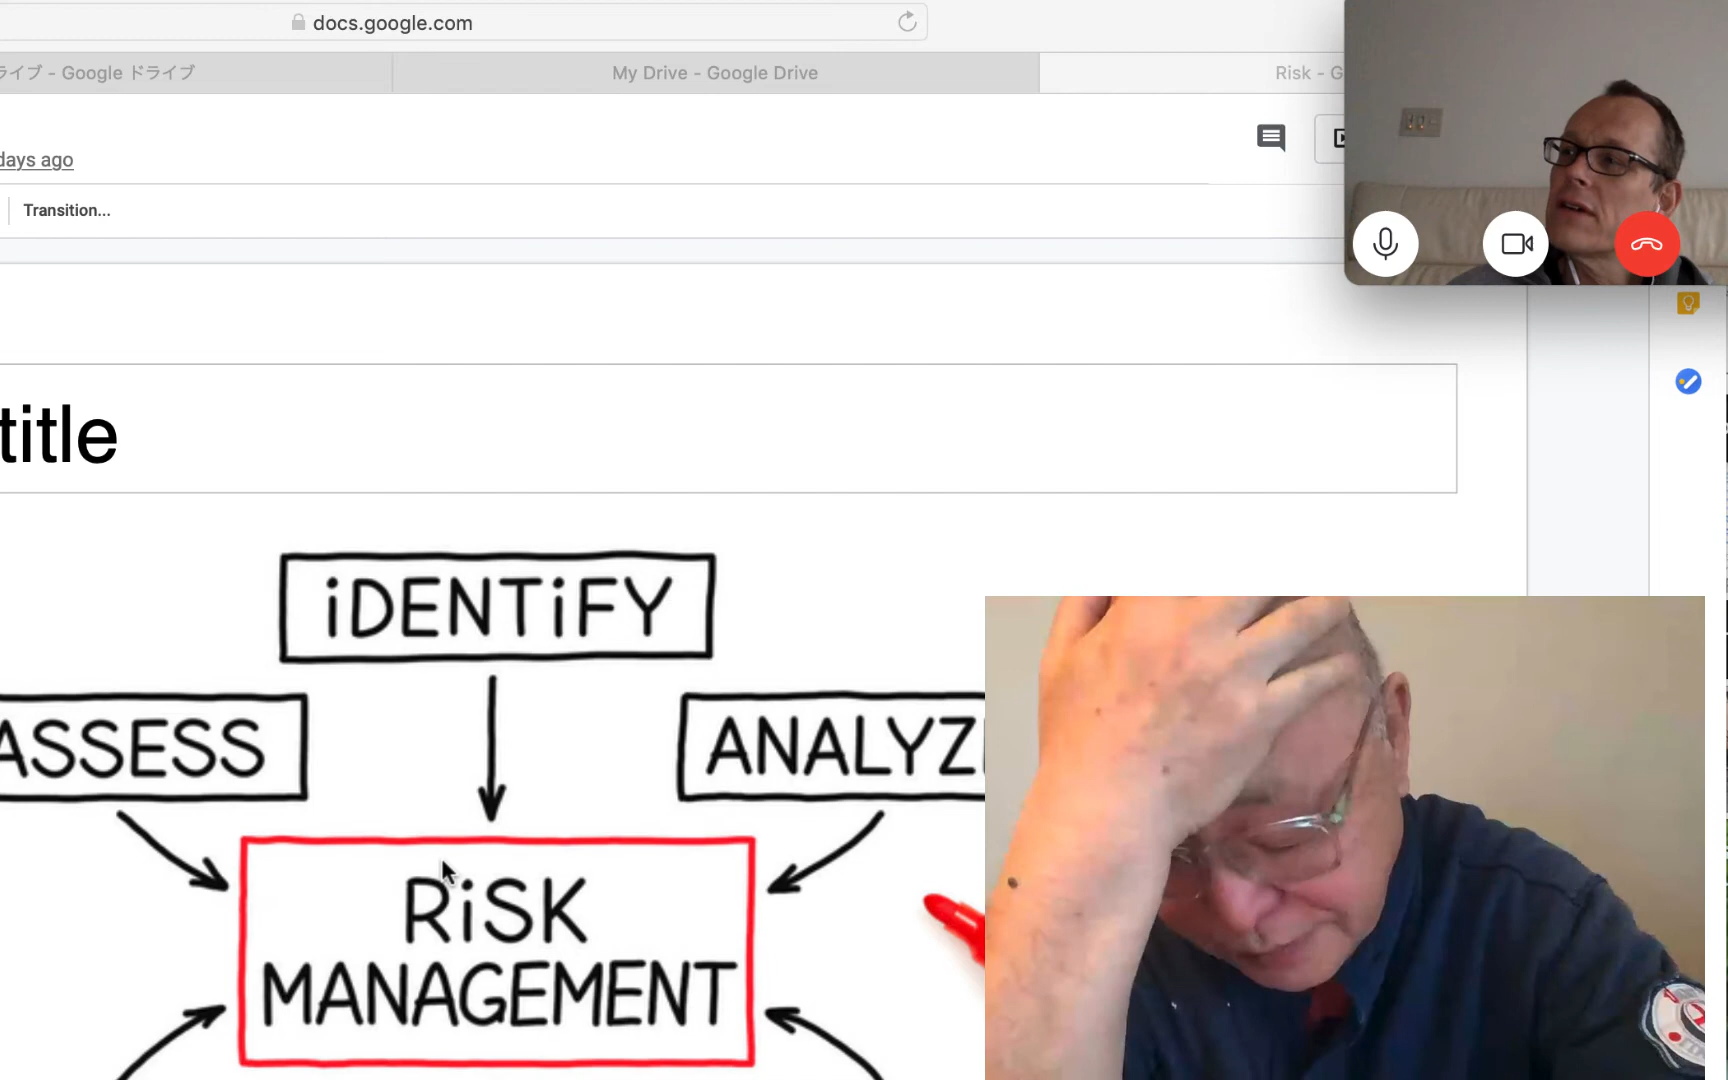 docs.google.com
ライブ - Google ドライブ
My Drive - Google Drive
Risk - G
days ago
Transition...
title
iDENTiFY
ASSESS
ANALYZ
RiSK
MANAGEMENT